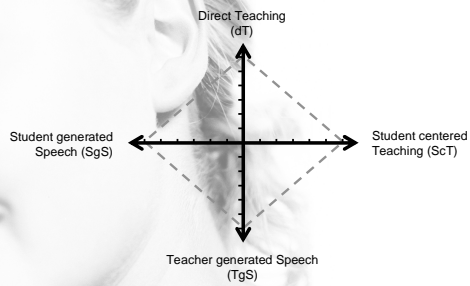 Direct Teaching
(dT)
Student generated
Speech (SgS)
Student centered
Teaching (ScT)
Teacher generated Speech
(TgS)